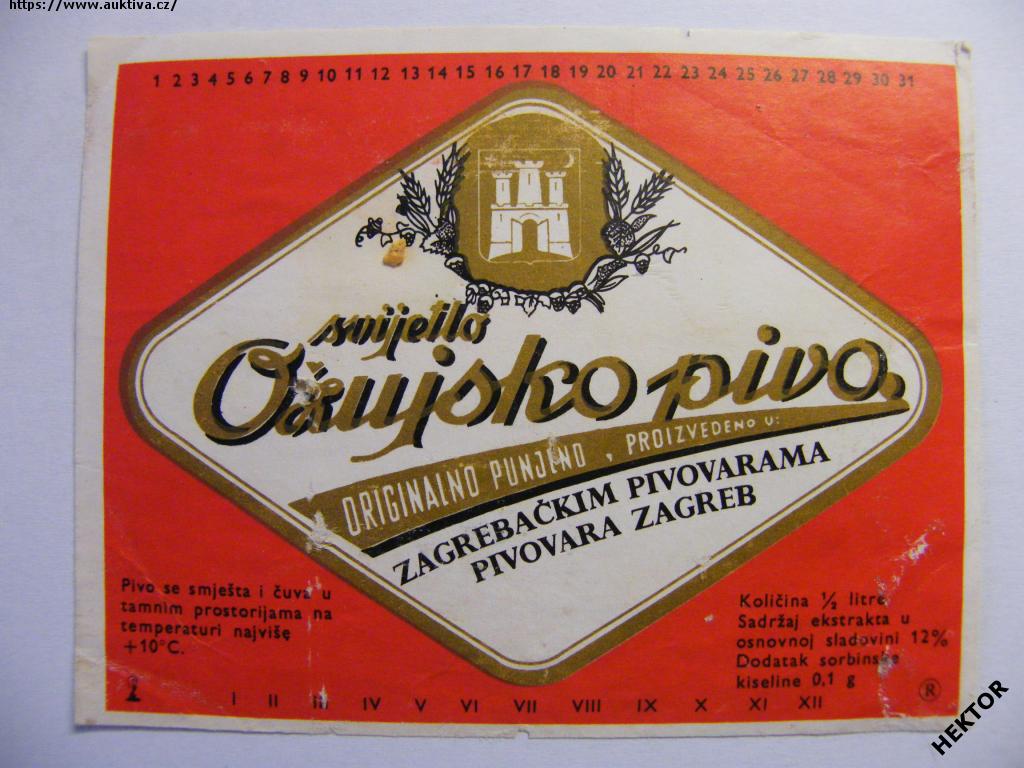 https://www.auktiva.cz/
1 2 3 4 5 6 7 8 9 10 11 12 13 14 15 16 17 18 19 20 21 22 23 24 25 26 27 28 29 30 31
svijetlo
Ožujsko pivo
ORIGINALNO PUNJENO, PROIZVEDENO U:
ZAGREBAČKIM PIVOVARAMA
PIVOVARA ZAGREB
Pivo se smješta i čuva u
tamnim prostorijama na
temperaturi najviše
+10°C.
Količina ½ litre
Sadržaj ekstrakta u
osnovnoj sladovini 12%
Dodatak sorbinske
kiseline 0,1 g
I II III IV V VI VII VIII IX X XI XII
®
HEKTOR